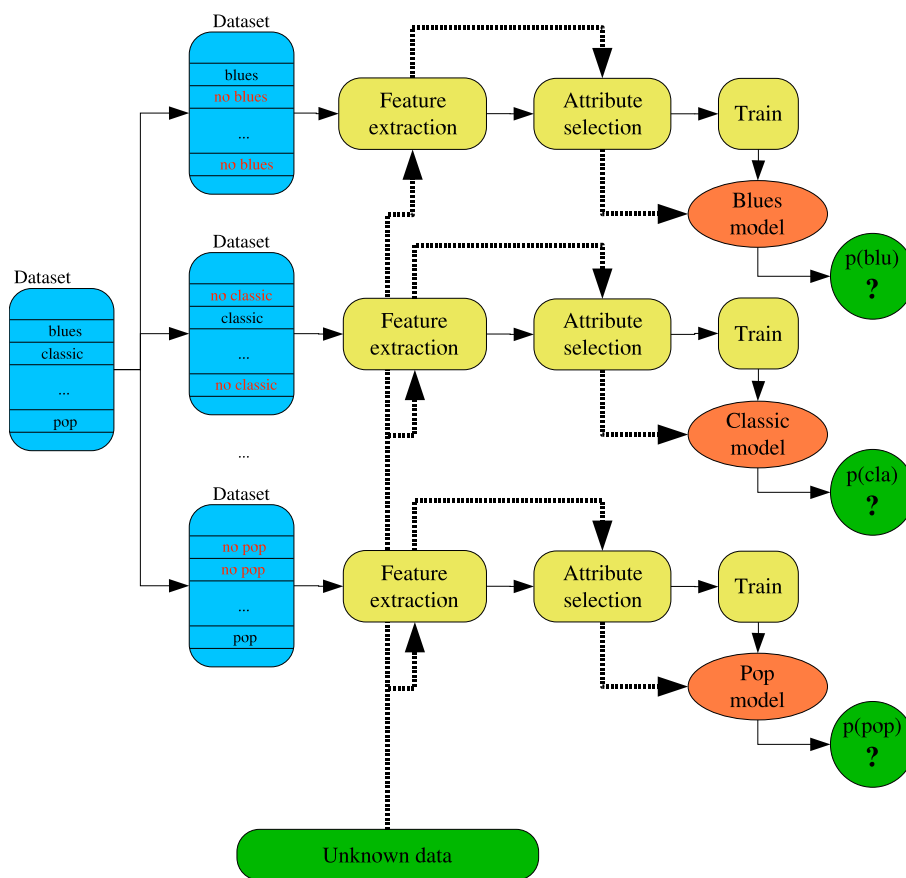 Dataset
blues
no blues
...
no blues
Feature
extraction
Attribute
selection
Train
Blues
model
p(blu)
?
Dataset
blues
classic
...
pop
Dataset
no classic
classic
...
no classic
Feature
extraction
Attribute
selection
Train
Classic
model
p(cla)
?
...
Dataset
no pop
no pop
...
pop
Feature
extraction
Attribute
selection
Train
Pop
model
p(pop)
?
Unknown data